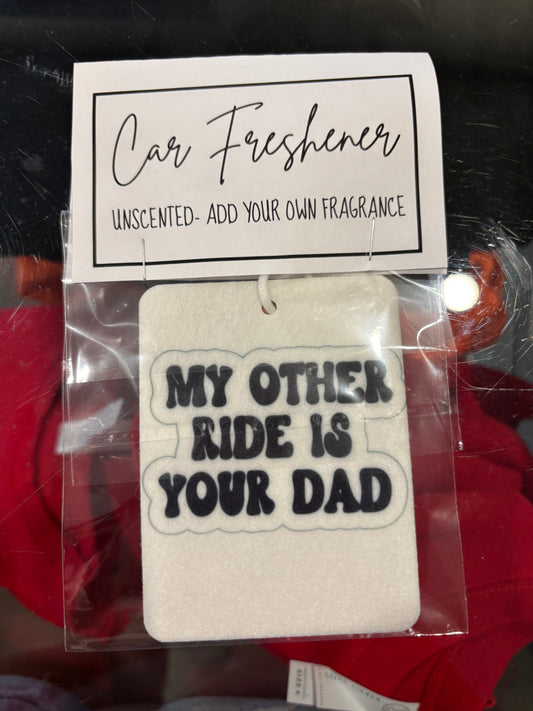 Car Freshener
UNSCENTED- ADD YOUR OWN FRAGRANCE
MY OTHER
RIDE IS
YOUR DAD